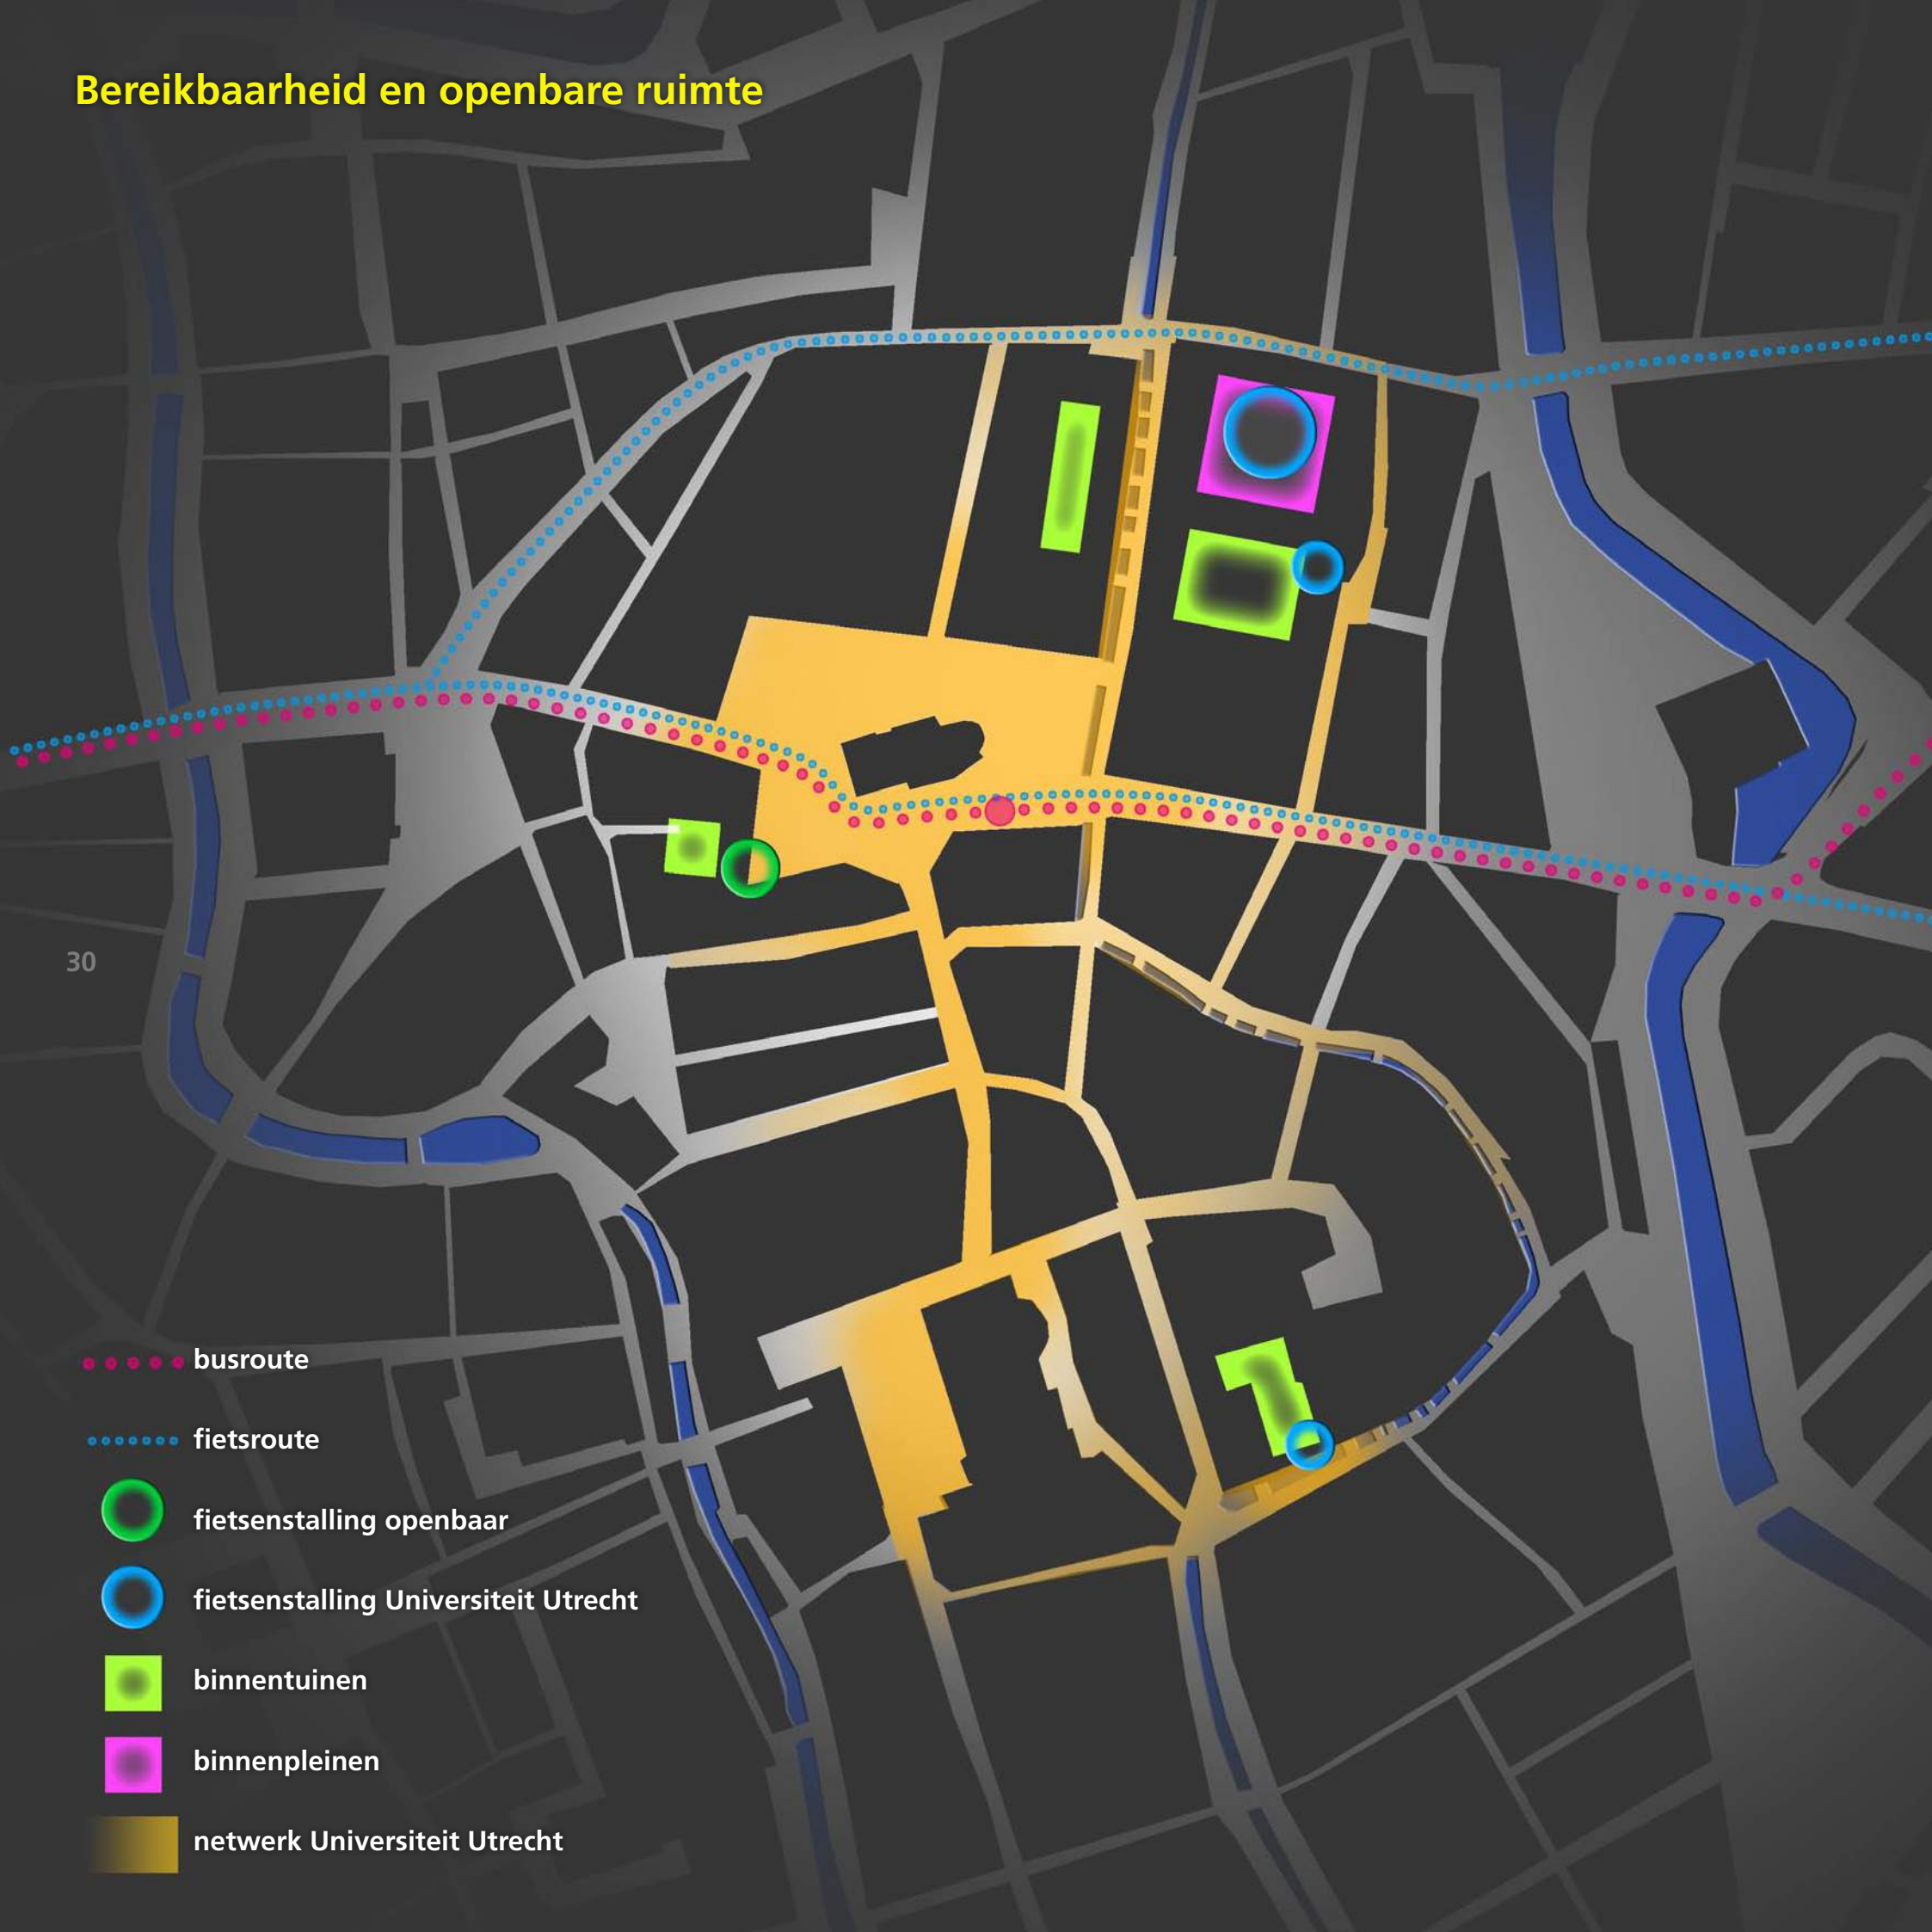 Bereikbaarheid en openbare ruimte
30
busroute
fietsroute
fietsenstalling openbaar
fietsenstalling Universiteit Utrecht
binnentuinen
binnenpleinen
netwerk Universiteit Utrecht